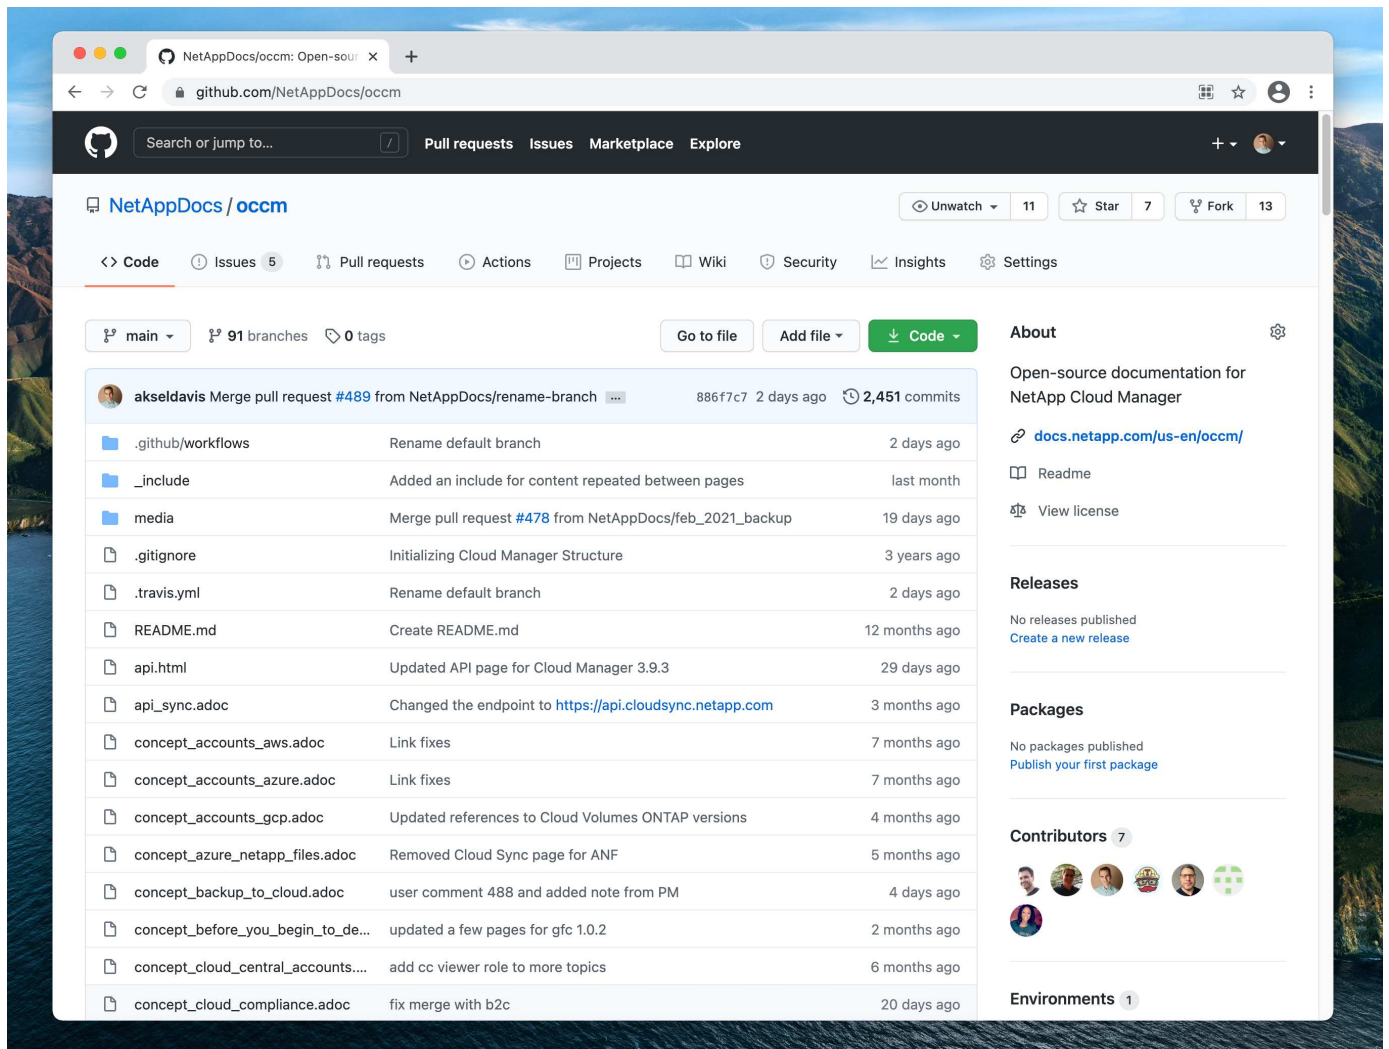 NetAppDocs/occm: Open-sour
github.com/NetAppDocs/occm
Search or jump to... / Pull requests Issues Marketplace Explore
NetAppDocs / occm Unwatch 11 Star 7 Fork 13
Code Issues 5 Pull requests Actions Projects Wiki Security Insights Settings
main 91 branches 0 tags Go to file Add file Code
akseldavis Merge pull request #489 from NetAppDocs/rename-branch ... 886f7c7 2 days ago 2,451 commits
.github/workflows Rename default branch 2 days ago
_include Added an include for content repeated between pages last month
media Merge pull request #478 from NetAppDocs/feb_2021_backup 19 days ago
.gitignore Initializing Cloud Manager Structure 3 years ago
.travis.yml Rename default branch 2 days ago
README.md Create README.md 12 months ago
api.html Updated API page for Cloud Manager 3.9.3 29 days ago
api_sync.adoc Changed the endpoint to https://api.cloudsync.netapp.com 3 months ago
concept_accounts_aws.adoc Link fixes 7 months ago
concept_accounts_azure.adoc Link fixes 7 months ago
concept_accounts_gcp.adoc Updated references to Cloud Volumes ONTAP versions 4 months ago
concept_azure_netapp_files.adoc Removed Cloud Sync page for ANF 5 months ago
concept_backup_to_cloud.adoc user comment 488 and added note from PM 4 days ago
concept_before_you_begin_to_de... updated a few pages for gfc 1.0.2 2 months ago
concept_cloud_central_accounts.... add cc viewer role to more topics 6 months ago
concept_cloud_compliance.adoc fix merge with b2c 20 days ago
About
Open-source documentation for
NetApp Cloud Manager
docs.netapp.com/us-en/occm/
Readme
View license
Releases
No releases published
Create a new release
Packages
No packages published
Publish your first package
Contributors 7
Environments 1